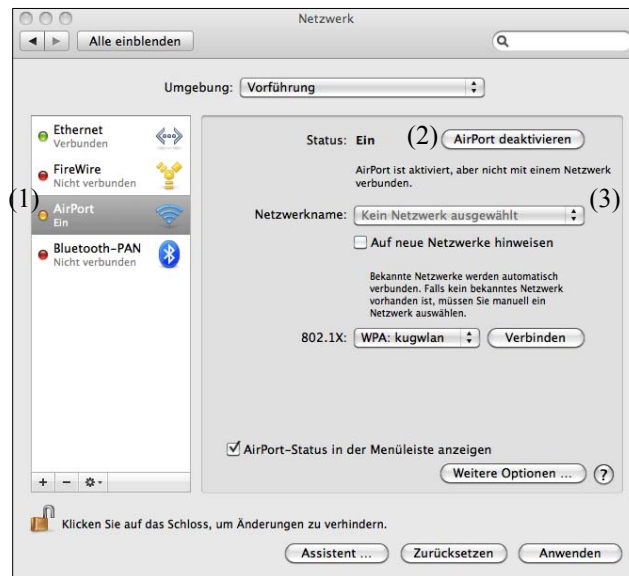 Netzwerk
Alle einblenden
Umgebung: Vorführung
Ethernet
Verbunden
FireWire
Nicht verbunden
(1) AirPort
Ein
Bluetooth-PAN
Nicht verbunden
Status: Ein (2) AirPort deaktivieren
AirPort ist aktiviert, aber nicht mit einem Netzwerk
verbunden.
Netzwerkname: Kein Netzwerk ausgewählt (3)
Auf neue Netzwerke hinweisen
Bekannte Netzwerke werden automatisch
verbunden. Falls kein bekanntes Netzwerk
vorhanden ist, müssen Sie manuell ein
Netzwerk auswählen.
802.1X: WPA: kugwlan Verbinden
AirPort-Status in der Menüleiste anzeigen
Weitere Optionen ... ?
Klicken Sie auf das Schloss, um Änderungen zu verhindern.
Assistent ... Zurücksetzen Anwenden